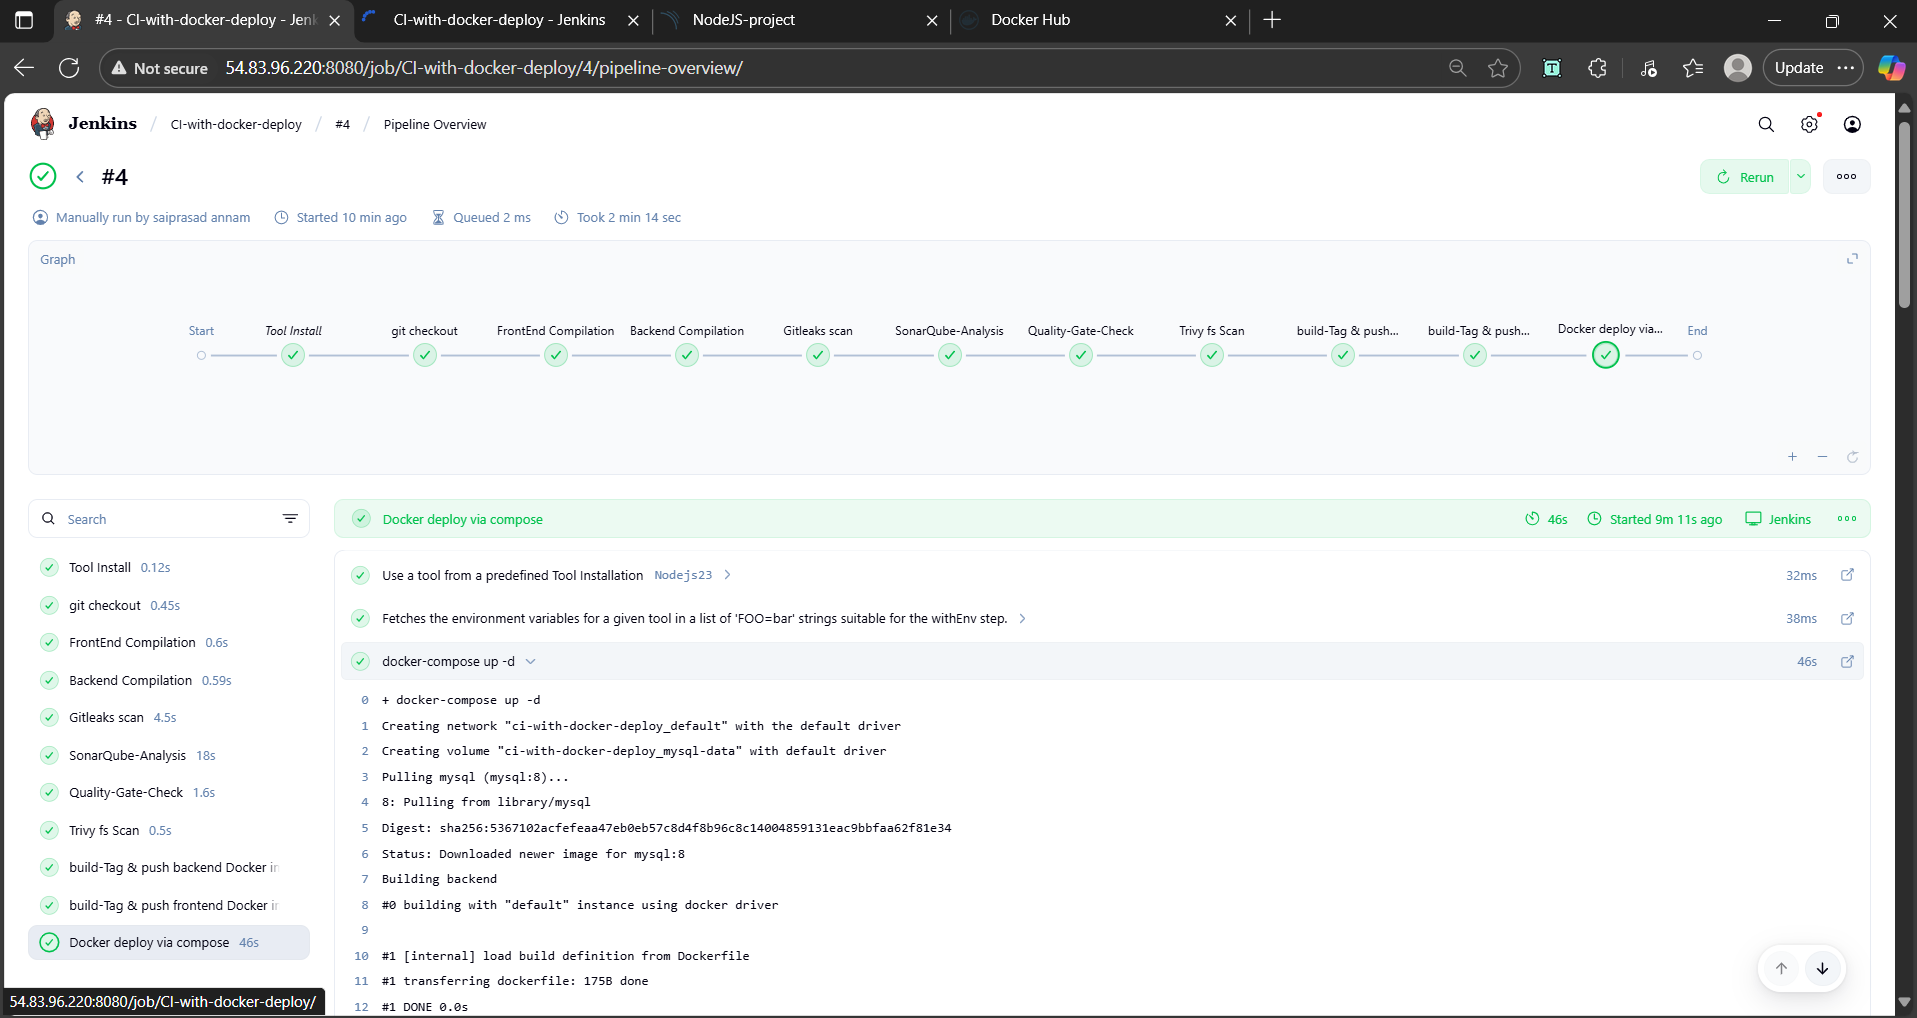 #4 - CI-with-docker-deploy - Jenk
CI-with-docker-deploy - Jenkins
NodeJS-project
Docker Hub
Not secure 54.83.96.220:8080/job/CI-with-docker-deploy/4/pipeline-overview/
T
Update
Jenkins / CI-with-docker-deploy / #4 / Pipeline Overview
#4
Rerun
Manually run by saiprasad annam Started 10 min ago Queued 2 ms Took 2 min 14 sec
Graph
Start Tool Install git checkout FrontEnd Compilation Backend Compilation Gitleaks scan SonarQube-Analysis Quality-Gate-Check Trivy fs Scan build-Tag & push... build-Tag & push... Docker deploy via... End
Search
Tool Install 0.12s
git checkout 0.45s
FrontEnd Compilation 0.6s
Backend Compilation 0.59s
Gitleaks scan 4.5s
SonarQube-Analysis 18s
Quality-Gate-Check 1.6s
Trivy fs Scan 0.5s
build-Tag & push backend Docker in
build-Tag & push frontend Docker ir
Docker deploy via compose 46s
Docker deploy via compose 46s Started 9m 11s ago Jenkins
Use a tool from a predefined Tool Installation Nodejs23 32ms
Fetches the environment variables for a given tool in a list of 'FOO=bar' strings suitable for the withEnv step. 38ms
docker-compose up -d 46s
0 + docker-compose up -d
1 Creating network "ci-with-docker-deploy_default" with the default driver
2 Creating volume "ci-with-docker-deploy_mysql-data" with default driver
3 Pulling mysql (mysql:8)...
4 8: Pulling from library/mysql
5 Digest: sha256:5367102acfefeaa47eb0eb57c8d4f8b96c8c14004859131eac9bbfaa62f81e34
6 Status: Downloaded newer image for mysql:8
7 Building backend
8 #0 building with "default" instance using docker driver
9
10 #1 [internal] load build definition from Dockerfile
11 #1 transferring dockerfile: 175B done
12 #1 DONE 0.0s
54.83.96.220:8080/job/CI-with-docker-deploy/